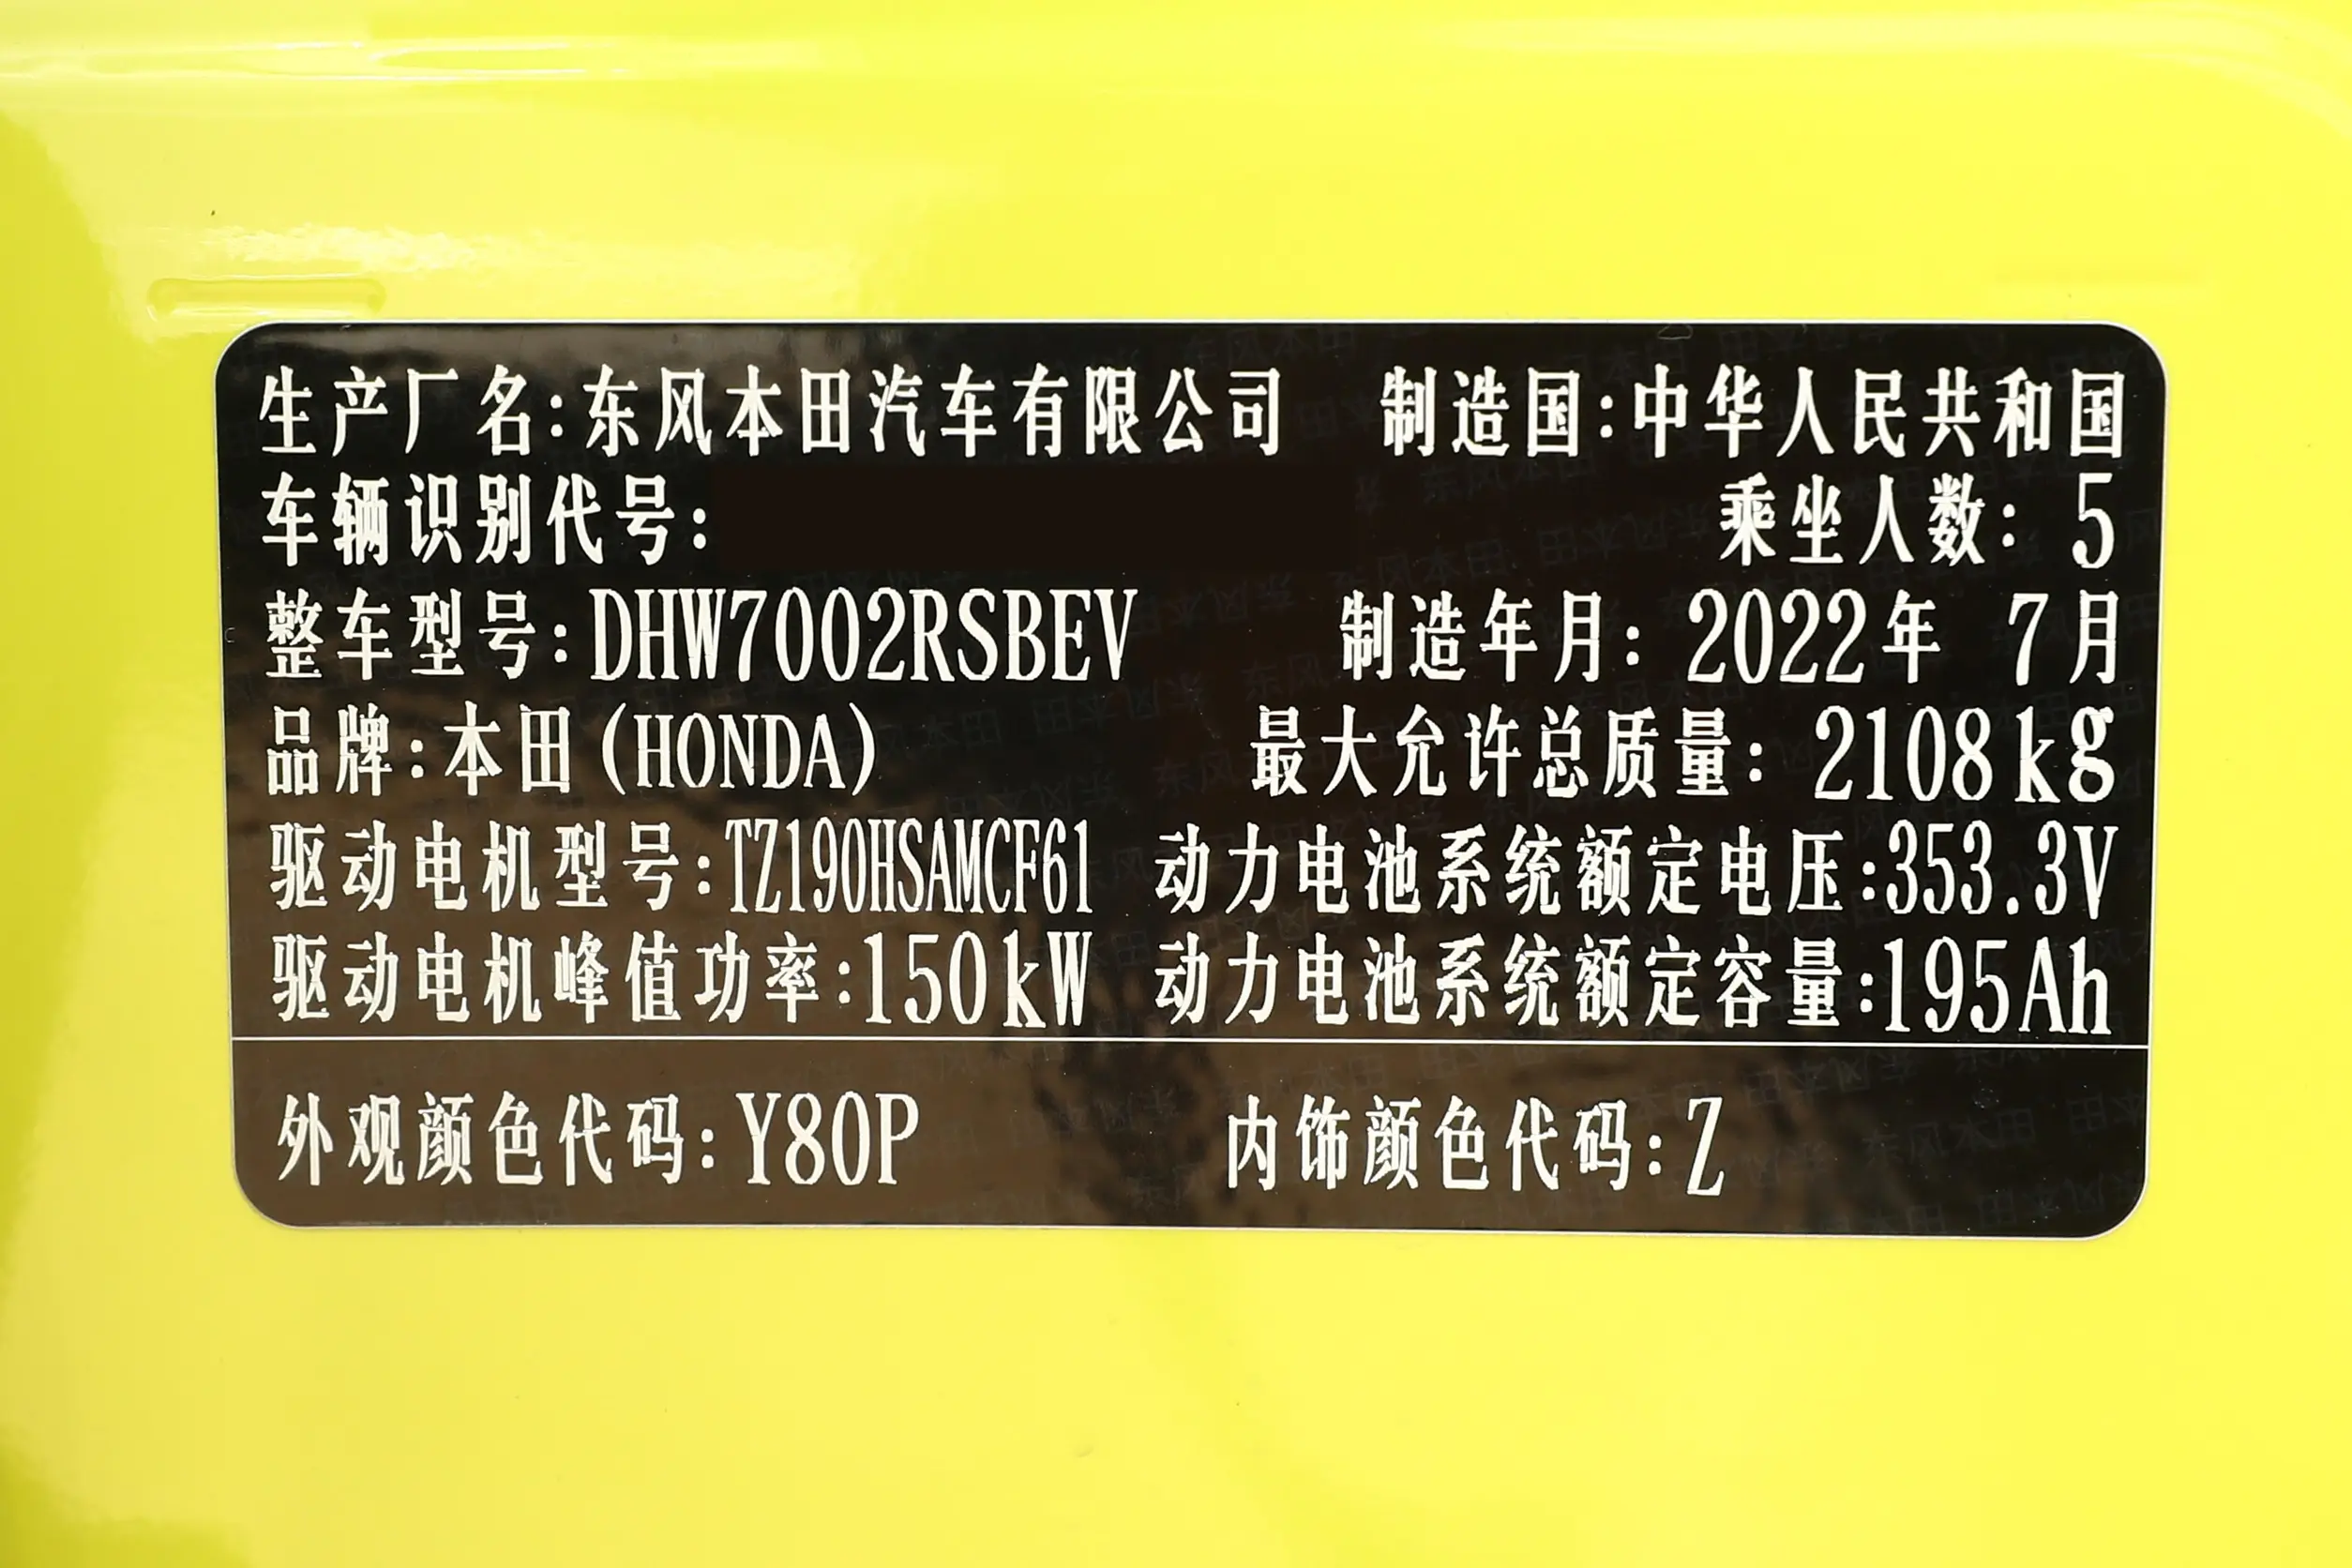 生产厂名:东风本田汽车有限公司 制造国:中华人民共和国
车辆识别代号: 乘坐人数: 5
整车型号:DHW7002RSBEV 制造年月: 2022年 7月
品牌:本田(HONDA) 最大允许总质量: 2108kg
驱动电机型号:TZ190HSAMCF61 动力电池系统额定电压:353.3V
驱动电机峰值功率:150kW 动力电池系统额定容量:195Ah
外观颜色代码:Y80P 内饰颜色代码:Z